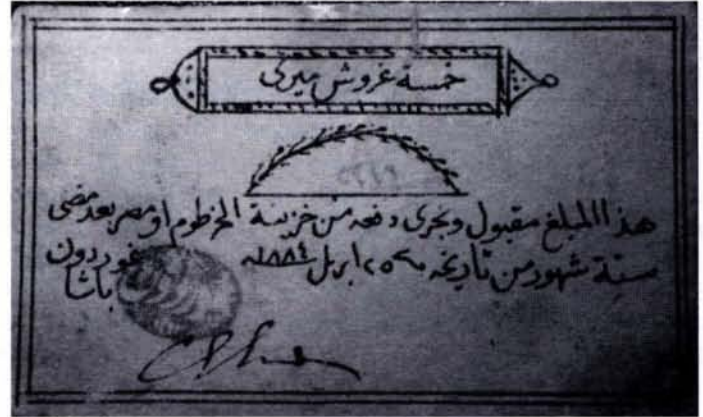 خمسة غروش ميرى
هذا المبلغ مقبول ويجرى دفعه من خزينة الخرطوم او مصر بعد مضى
ستة شهور من تاريخه ٢٥ ابريل ١٨٨٤ غوردون
باشا